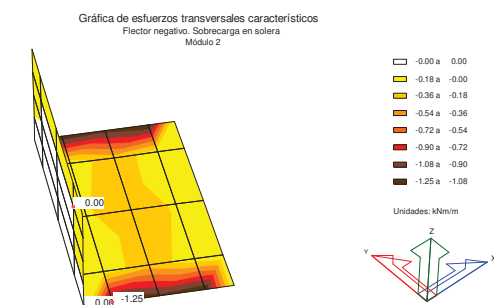 Gráfica de esfuerzos transversales característicos
Flector negativo. Sobrecarga en solera
Módulo 2
-0.00 a 0.00
-0.18 a -0.00
-0.36 a -0.18
-0.54 a -0.36
-0.72 a -0.54
-0.90 a -0.72
-1.08 a -0.90
-1.25 a -1.08
0.00
Unidades: kNm/m
Z
Y
X
-1.25